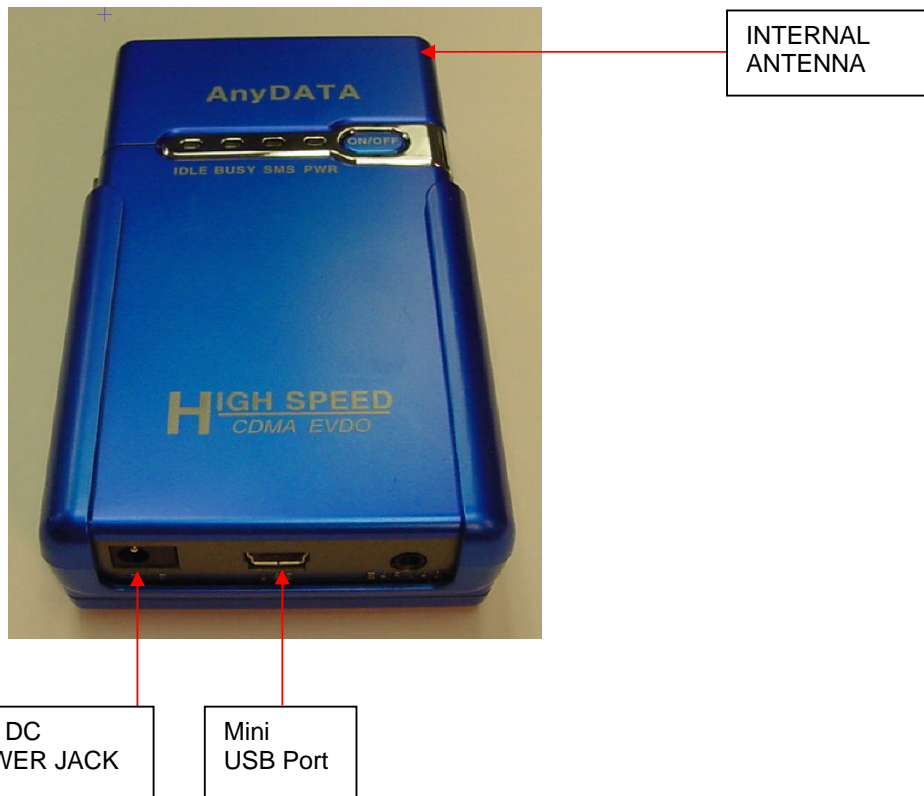 INTERNAL
ANTENNA
AnyDATA
ON/OFF
IDLE BUSY SMS PWR
HIGH SPEED
CDMA EVDO
DC
WER JACK
Mini
USB Port